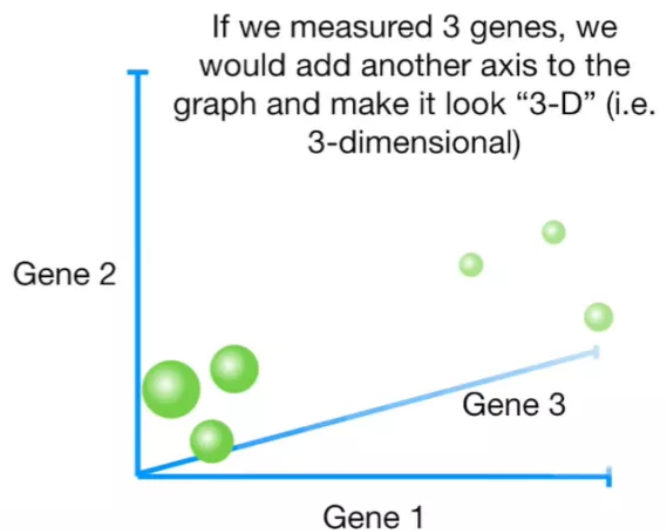 If we measured 3 genes, we
would add another axis to the
graph and make it look “3-D” (i.e.
3-dimensional)
Gene 2
Gene 3
Gene 1